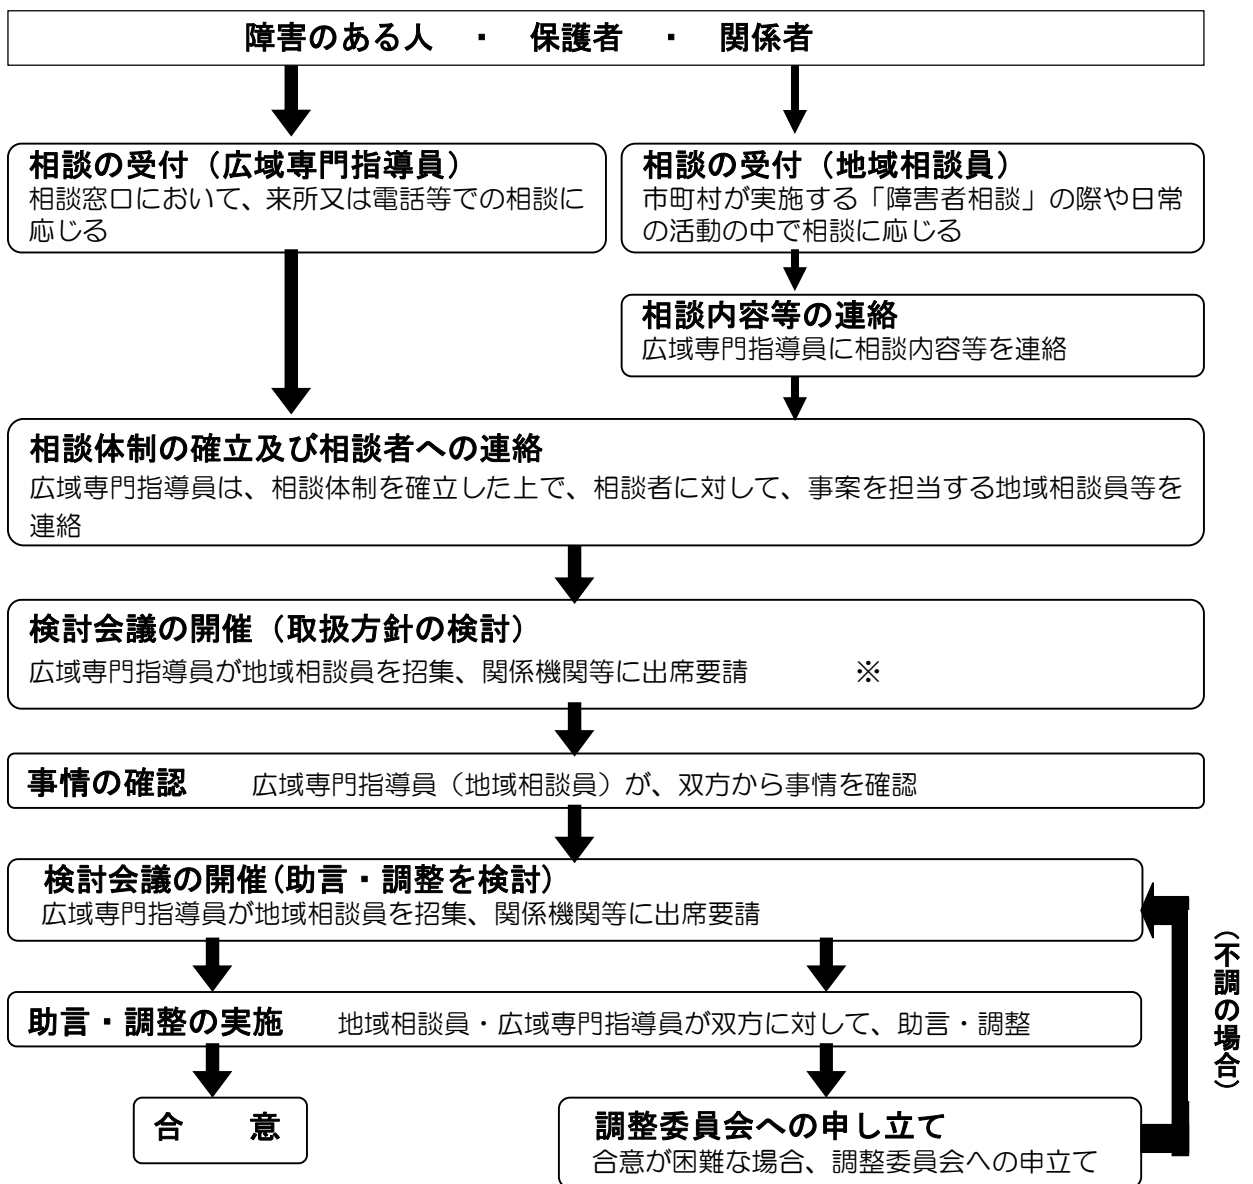 障害のある人　・　保護者　・　関係者
相談の受付（広域専門指導員）
相談窓口において、来所又は電話等での相談に
応じる
相談の受付（地域相談員）
市町村が実施する「障害者相談」の際や日常
の活動の中で相談に応じる
相談内容等の連絡
広域専門指導員に相談内容等を連絡
相談体制の確立及び相談者への連絡
広域専門指導員は、相談体制を確立した上で、相談者に対して、事案を担当する地域相談員等を
連絡
検討会議の開催（取扱方針の検討）
広域専門指導員が地域相談員を招集、関係機関等に出席要請　　　　※
事情の確認　　広域専門指導員（地域相談員）が、双方から事情を確認
検討会議の開催(助言・調整を検討)
広域専門指導員が地域相談員を招集、関係機関等に出席要請
（不調の場合）
助言・調整の実施　　地域相談員・広域専門指導員が双方に対して、助言・調整
合　　意
調整委員会への申し立て
合意が困難な場合、調整委員会への申立て